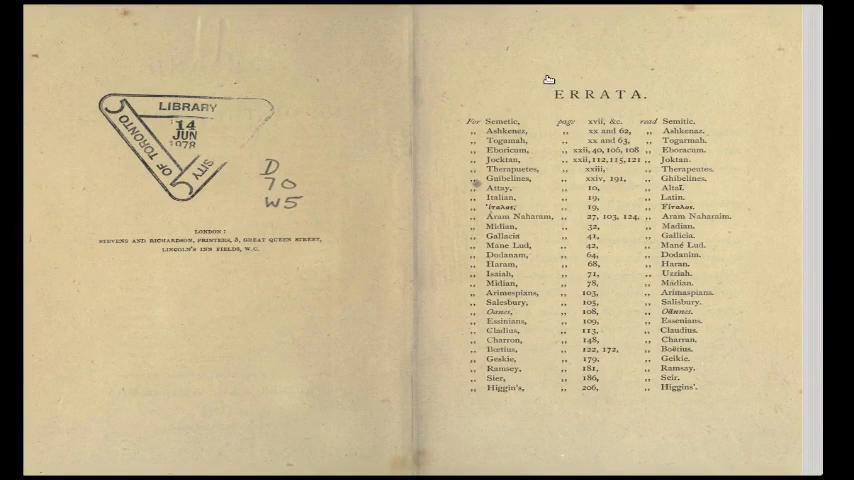 LIBRARY
14
JUN
1978
OF TORONTO
SITY
D
70
W5
LONDON:
STEVENS AND RICHARDSON, PRINTERS, 5, GREAT QUEEN STREET,
LINCOLN'S INN FIELDS, W.C.
ERRATA.
For Semetic, page xvii, &c. read Semitic.
„ Ashkenez, „ xx and 62, „ Ashkenaz.
„ Togamah, „ xx and 63, „ Togarmah.
„ Eboricum, „ xxii, 40, 106, 108 „ Eboracum.
„ Jocktan, „ xxii, 112, 115, 121 „ Joktan.
„ Therapuetes, „ xxiii, „ Therapeutes.
„ Guibelines, „ xxiv, 191, „ Ghibelines.
„ Attay, „ 10, „ Altaï.
„ Italian, „ 19, „ Latin.
„ ἱταλος, „ 19, „ Fίταλος.
„ Aram Naharam, „ 27, 103, 124, „ Aram Naharaim.
„ Midian, „ 32, „ Madian.
„ Gallacia „ 41, „ Gallicia.
„ Mane Lud, „ 42, „ Mané Lud.
„ Dodanam, „ 64, „ Dodanim.
„ Haram, „ 68, „ Haran.
„ Isaiah, „ 71, „ Uzziah.
„ Midian, „ 78, „ Madian.
„ Arimespians, „ 103, „ Arimaspians.
„ Salesbury, „ 105, „ Salisbury.
„ Oanes, „ 108, „ Oännes.
„ Essinians, „ 109, „ Essenians.
„ Cladius, „ 113, „ Claudius.
„ Charron, „ 148, „ Charran.
„ Bœtius, „ 122, 172, „ Boëtius.
„ Geskie, „ 179. „ Geikie.
„ Ramsey, „ 181, „ Ramsay.
„ Sier, „ 186, „ Seir.
„ Higgin's, „ 206, „ Higgins'.